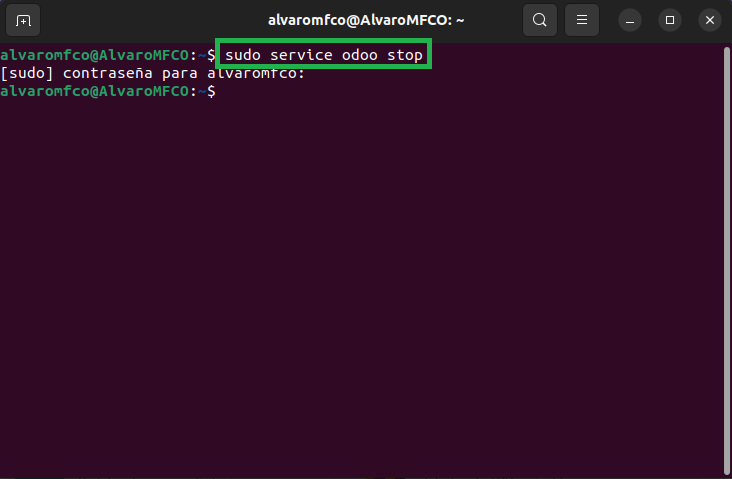 alvaromfco@AlvaroMFCO: ~
alvaromfco@AlvaroMFCO:~$ sudo service odoo stop
[sudo] contraseña para alvaromfco:
alvaromfco@AlvaroMFCO:~$